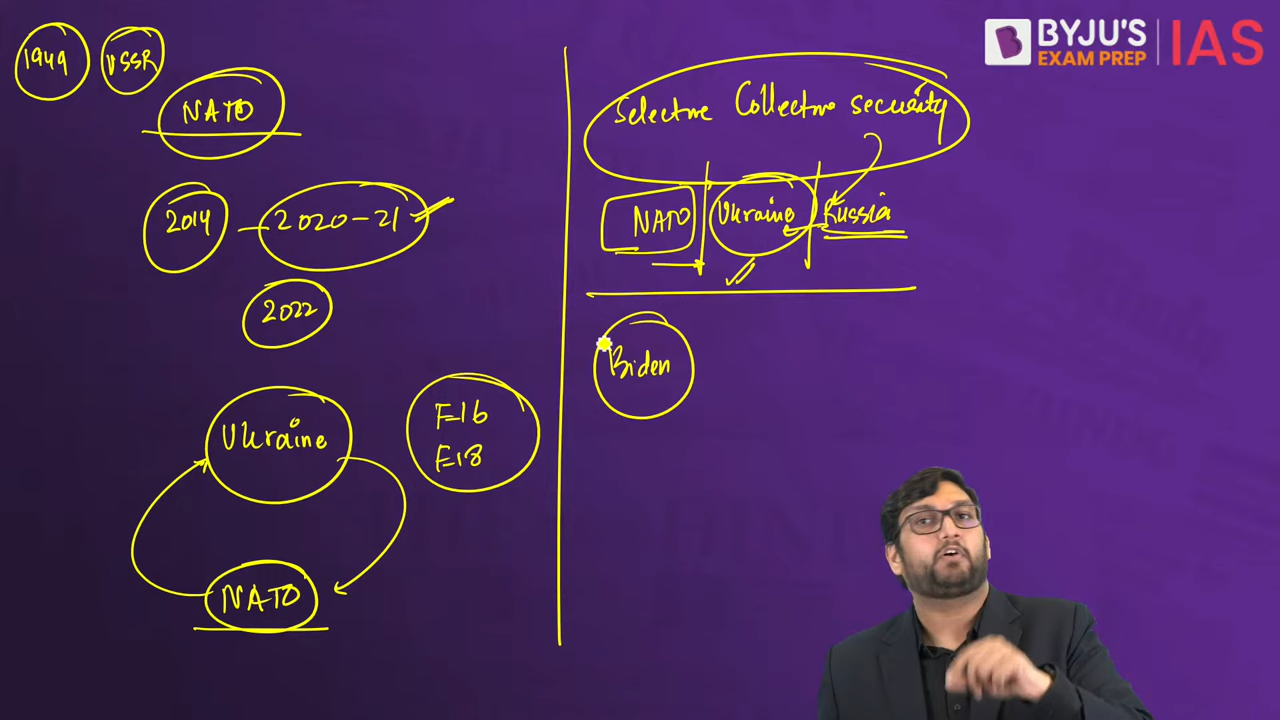 1949 USSR
NATO
2014 - 2020-21
2022
Ukraine
F-16
F-18
NATO
Selective Collective security
NATO Ukraine Russia
Biden
BYJU'S
EXAM PREP
IAS